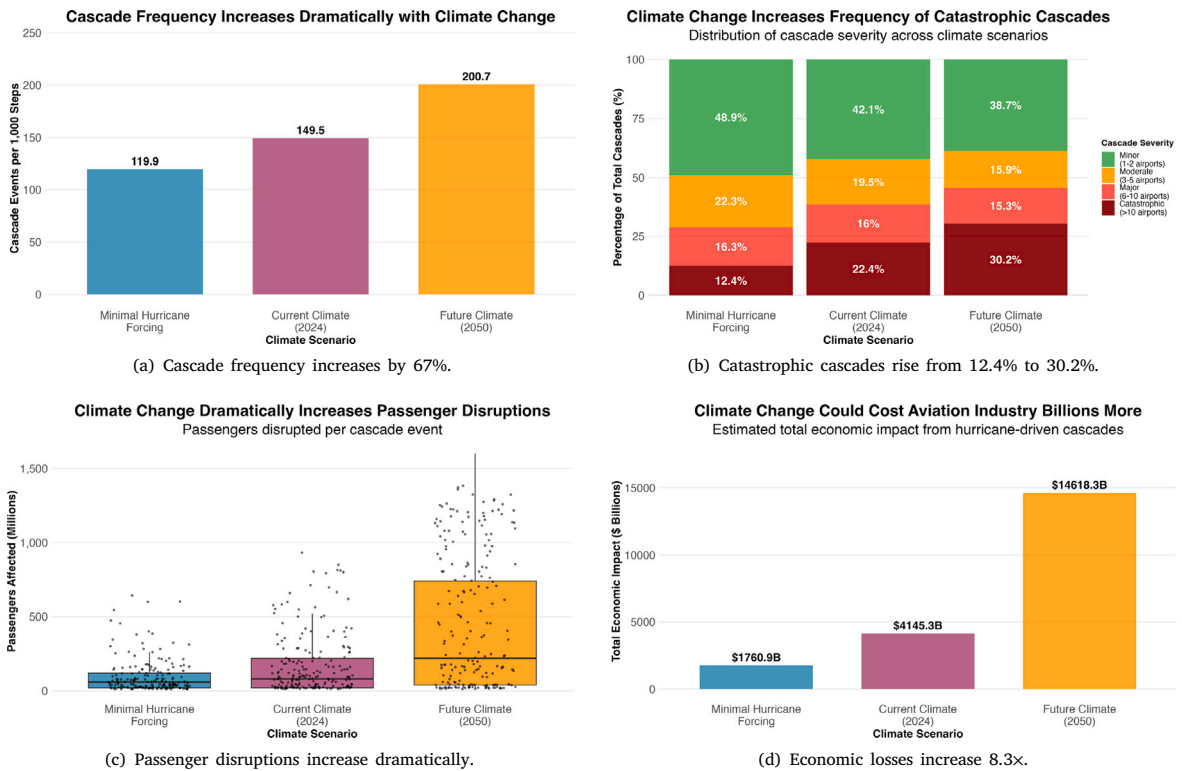 Cascade Frequency Increases Dramatically with Climate Change
Cascade Events per 1,000 Steps
250
200
150
100
50
0
119.9
149.5
200.7
Minimal Hurricane
Forcing
Current Climate
(2024)
Future Climate
(2050)
Climate Scenario
(a) Cascade frequency increases by 67%.
Climate Change Increases Frequency of Catastrophic Cascades
Distribution of cascade severity across climate scenarios
Percentage of Total Cascades (%)
100
75
50
25
0
48.9%
22.3%
16.3%
12.4%
42.1%
19.5%
16%
22.4%
38.7%
15.9%
15.3%
30.2%
Minimal Hurricane
Forcing
Current Climate
(2024)
Future Climate
(2050)
Climate Scenario
Cascade Severity
Minor
(1-2 airports)
Moderate
(3-5 airports)
Major
(6-10 airports)
Catastrophic
(>10 airports)
(b) Catastrophic cascades rise from 12.4% to 30.2%.
Climate Change Dramatically Increases Passenger Disruptions
Passengers disrupted per cascade event
Passengers Affected (Millions)
1,500
1,000
500
0
Minimal Hurricane
Forcing
Current Climate
(2024)
Future Climate
(2050)
Climate Scenario
(c) Passenger disruptions increase dramatically.
Climate Change Could Cost Aviation Industry Billions More
Estimated total economic impact from hurricane-driven cascades
Total Economic Impact ($ Billions)
15000
10000
5000
0
$1760.9B
$4145.3B
$14618.3B
Minimal Hurricane
Forcing
Current Climate
(2024)
Future Climate
(2050)
Climate Scenario
(d) Economic losses increase 8.3×.